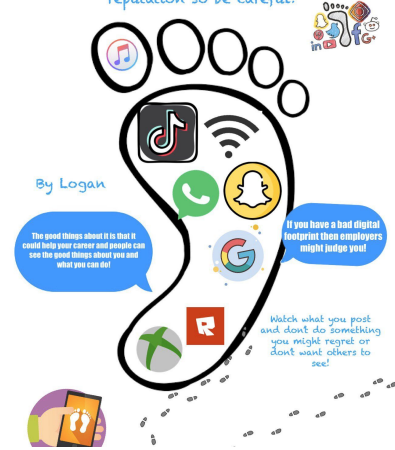 reputation so be careful!
By Logan
The good things about it is that it
could help your career and people can
see the good things about you and
what you can do!
If you have a bad digital
footprint then employers
might judge you!
Watch what you post
and dont do something
you might regret or
dont want others to
see!